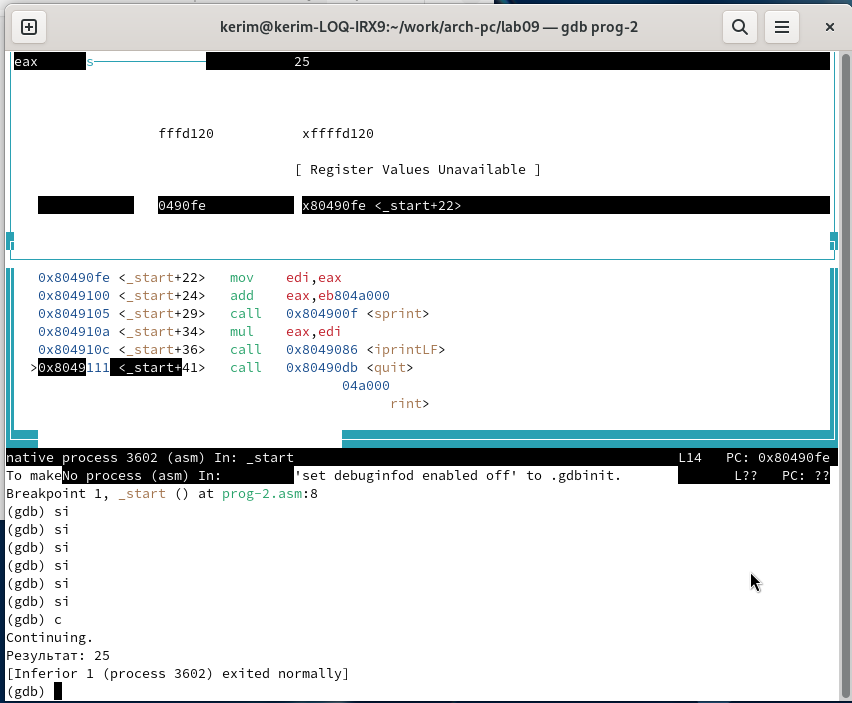 kerim@kerim-LOQ-IRX9:~/work/arch-pc/lab09 — gdb prog-2
eax s 25
fffd120 xffffd120
[ Register Values Unavailable ]
0490fe x80490fe <_start+22>
0x80490fe <_start+22> mov edi,eax
0x8049100 <_start+24> add eax,eb804a000
0x8049105 <_start+29> call 0x804900f <sprint>
0x804910a <_start+34> mul eax,edi
0x804910c <_start+36> call 0x8049086 <iprintLF>
>0x8049111 <_start+41> call 0x80490db <quit>
04a000
rint>
native process 3602 (asm) In: _start L14 PC: 0x80490fe
To makeNo process (asm) In: 'set debuginfod enabled off' to .gdbinit. L?? PC: ??
Breakpoint 1, _start () at prog-2.asm:8
(gdb) si
(gdb) si
(gdb) si
(gdb) si
(gdb) si
(gdb) si
(gdb) c
Continuing.
Результат: 25
[Inferior 1 (process 3602) exited normally]
(gdb)